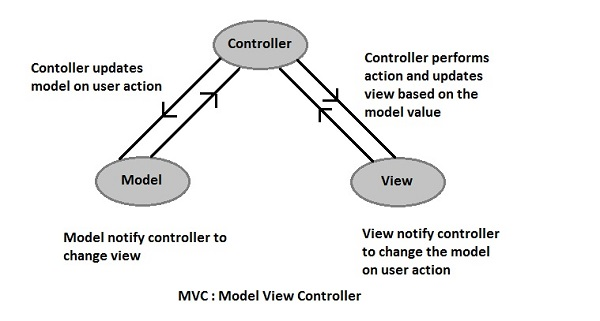 Controller
Contoller updates
model on user action
Controller performs
action and updates
view based on the
model value
Model
View
Model notify controller to
change view
View notify controller
to change the model
on user action
MVC : Model View Controller